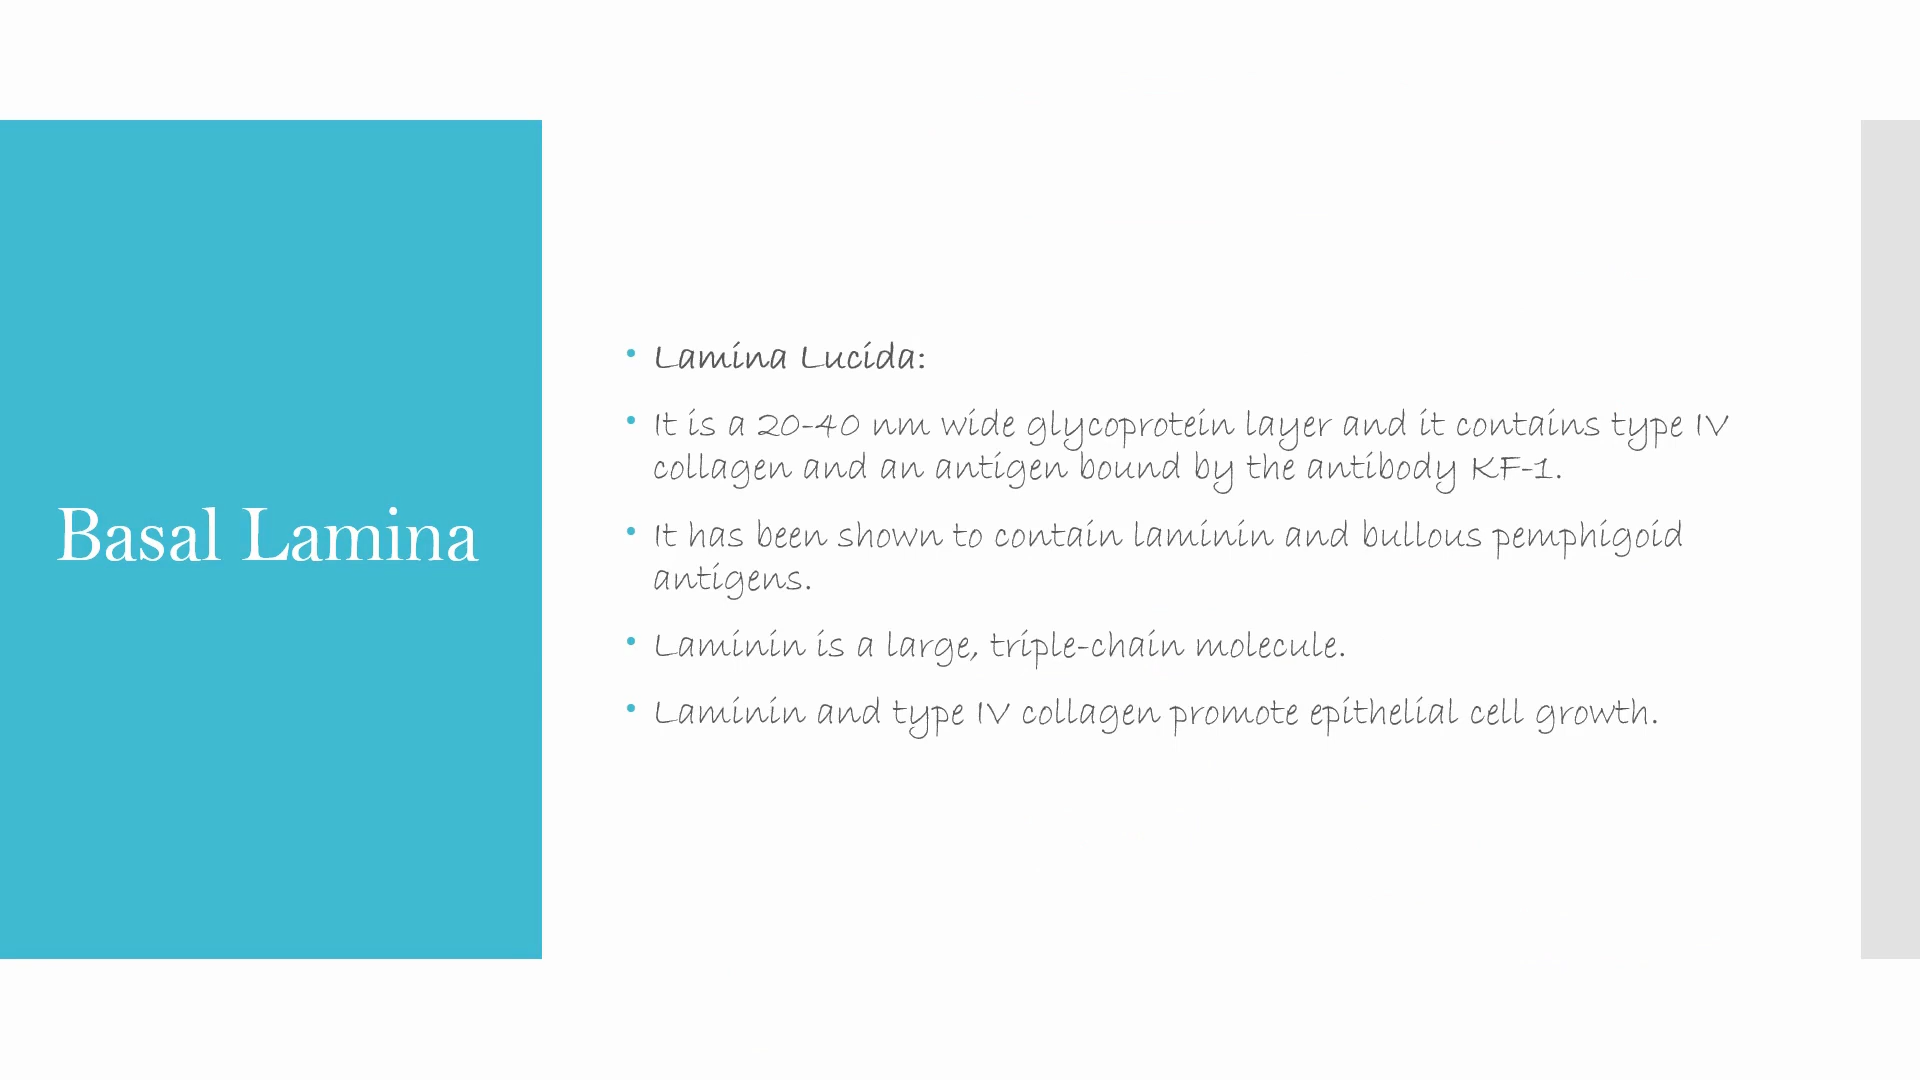 Basal Lamina
• Lamina Lucida:
• It is a 20-40 nm wide glycoprotein layer and it contains type IV
collagen and an antigen bound by the antibody KF-1.
• It has been shown to contain laminin and bullous pemphigoid
antigens.
• Laminin is a large, triple-chain molecule.
• Laminin and type IV collagen promote epithelial cell growth.